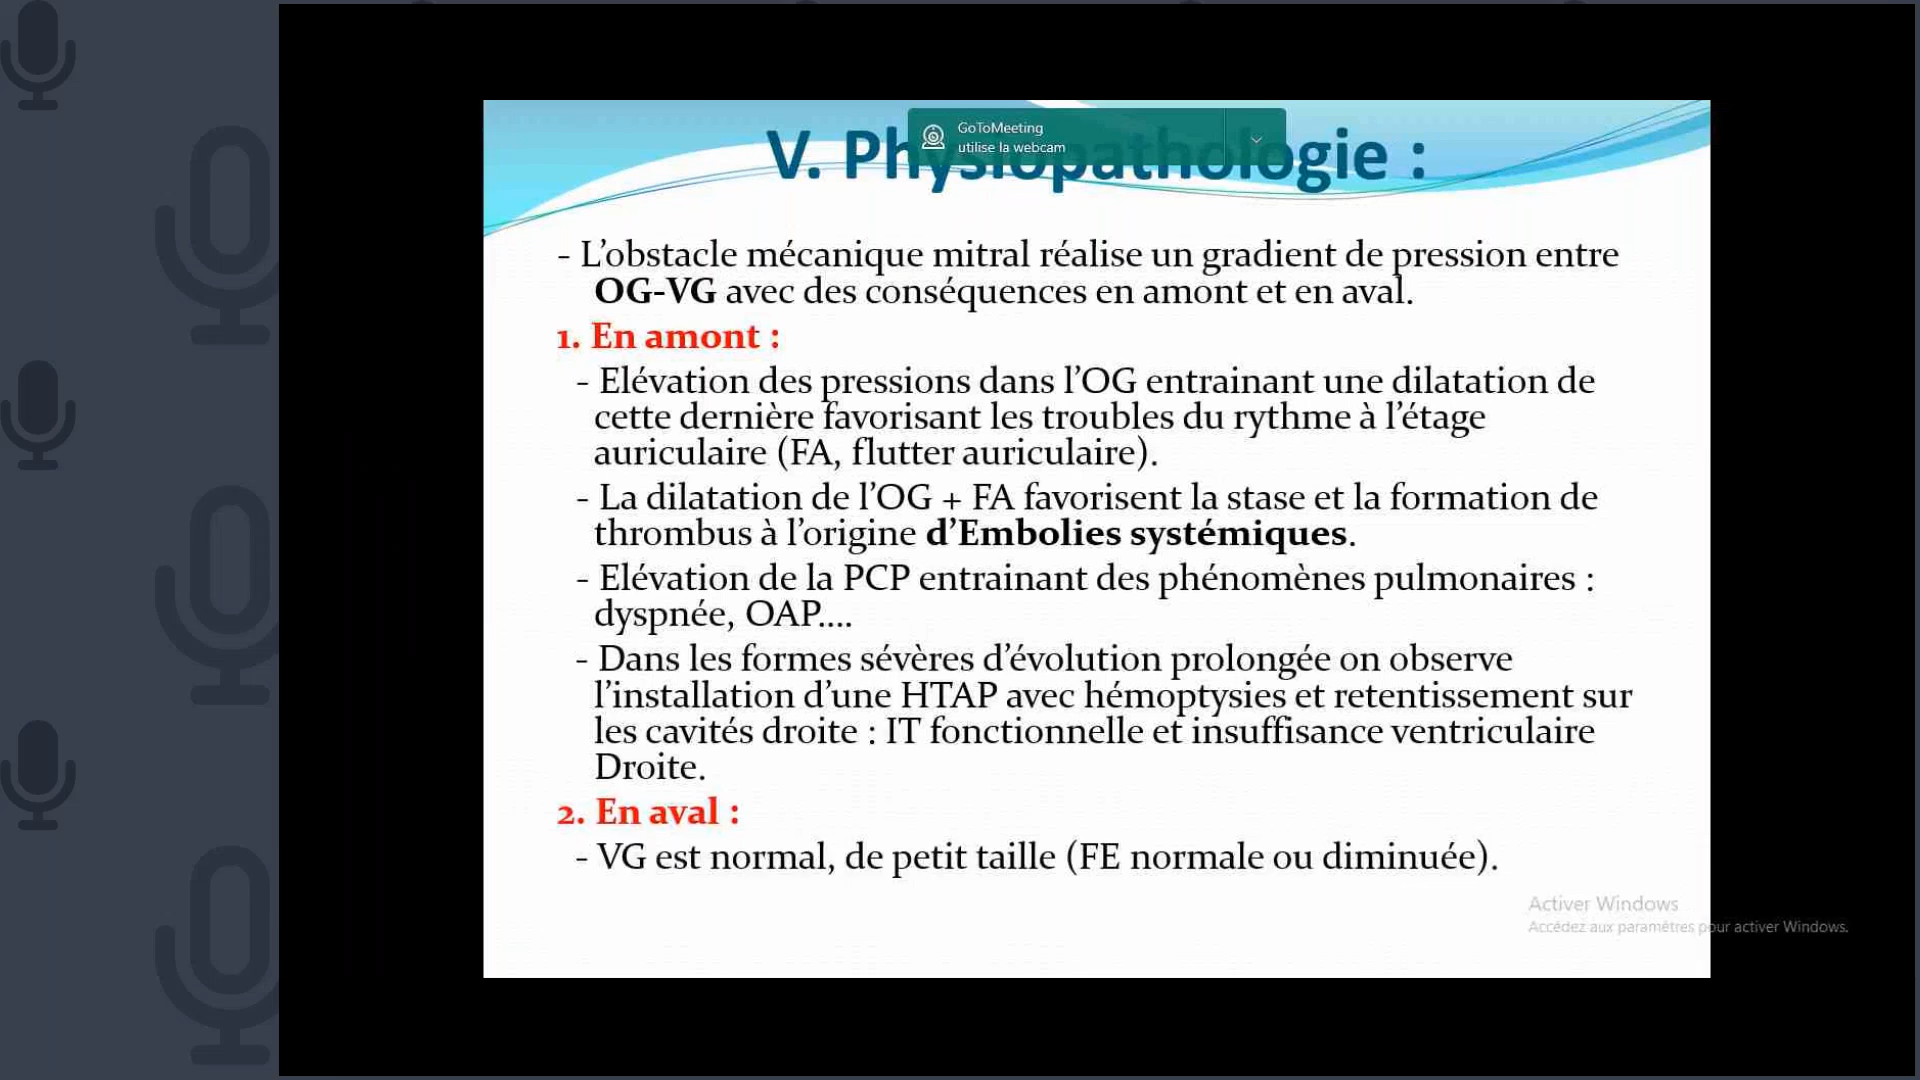 GoToMeeting
utilise la webcam
V. Physiopathologie :
- L’obstacle mécanique mitral réalise un gradient de pression entre
OG-VG avec des conséquences en amont et en aval.
1. En amont :
- Elévation des pressions dans l’OG entrainant une dilatation de
cette dernière favorisant les troubles du rythme à l’étage
auriculaire (FA, flutter auriculaire).
- La dilatation de l’OG + FA favorisent la stase et la formation de
thrombus à l’origine d’Embolies systémiques.
- Elévation de la PCP entrainant des phénomènes pulmonaires :
dyspnée, OAP....
- Dans les formes sévères d’évolution prolongée on observe
l’installation d’une HTAP avec hémoptysies et retentissement sur
les cavités droite : IT fonctionnelle et insuffisance ventriculaire
Droite.
2. En aval :
- VG est normal, de petit taille (FE normale ou diminuée).
Activer Windows
Accédez aux paramètres pour activer Windows.